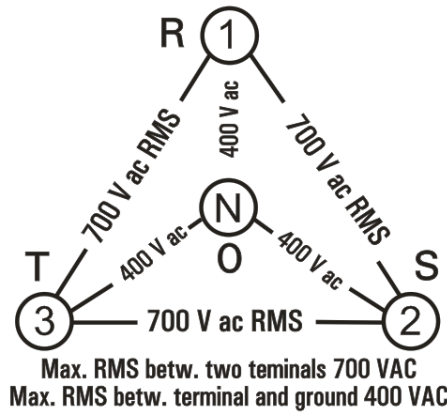 R 1
400 V ac
700 V ac RMS
700 V ac RMS
N
O
400 V ac
400 V ac
T
S
3
700 V ac RMS
2
Max. RMS betw. two teminals 700 VAC
Max. RMS betw. terminal and ground 400 VAC